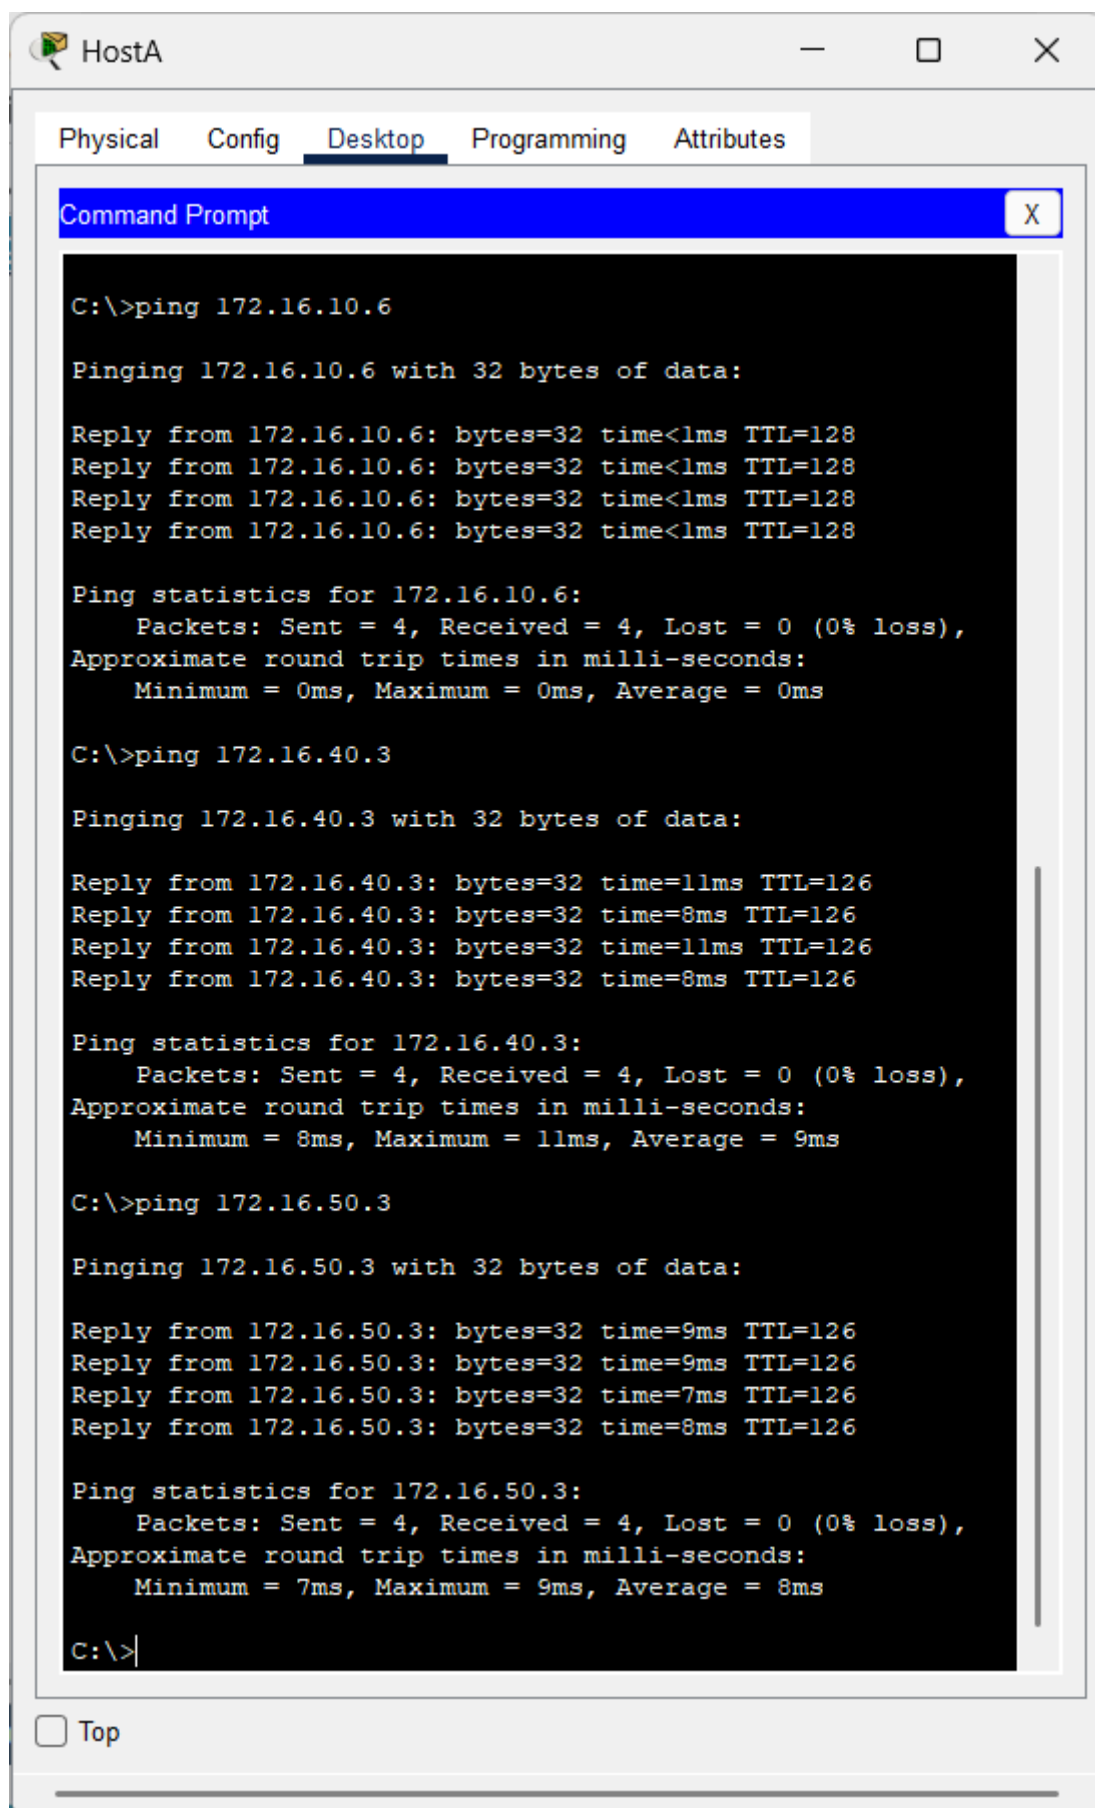 HostA
Physical Config Desktop Programming Attributes
Command Prompt X
C:\>ping 172.16.10.6
Pinging 172.16.10.6 with 32 bytes of data:
Reply from 172.16.10.6: bytes=32 time<1ms TTL=128
Reply from 172.16.10.6: bytes=32 time<1ms TTL=128
Reply from 172.16.10.6: bytes=32 time<1ms TTL=128
Reply from 172.16.10.6: bytes=32 time<1ms TTL=128
Ping statistics for 172.16.10.6:
Packets: Sent = 4, Received = 4, Lost = 0 (0% loss),
Approximate round trip times in milli-seconds:
Minimum = 0ms, Maximum = 0ms, Average = 0ms
C:\>ping 172.16.40.3
Pinging 172.16.40.3 with 32 bytes of data:
Reply from 172.16.40.3: bytes=32 time=11ms TTL=126
Reply from 172.16.40.3: bytes=32 time=8ms TTL=126
Reply from 172.16.40.3: bytes=32 time=11ms TTL=126
Reply from 172.16.40.3: bytes=32 time=8ms TTL=126
Ping statistics for 172.16.40.3:
Packets: Sent = 4, Received = 4, Lost = 0 (0% loss),
Approximate round trip times in milli-seconds:
Minimum = 8ms, Maximum = 11ms, Average = 9ms
C:\>ping 172.16.50.3
Pinging 172.16.50.3 with 32 bytes of data:
Reply from 172.16.50.3: bytes=32 time=9ms TTL=126
Reply from 172.16.50.3: bytes=32 time=9ms TTL=126
Reply from 172.16.50.3: bytes=32 time=7ms TTL=126
Reply from 172.16.50.3: bytes=32 time=8ms TTL=126
Ping statistics for 172.16.50.3:
Packets: Sent = 4, Received = 4, Lost = 0 (0% loss),
Approximate round trip times in milli-seconds:
Minimum = 7ms, Maximum = 9ms, Average = 8ms
C:\>
Top